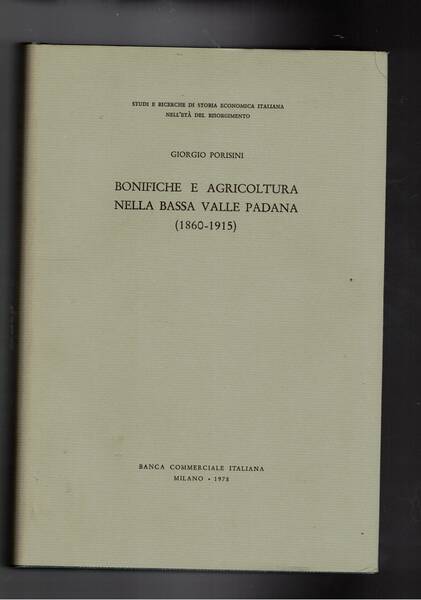 STUDI E RICERCHE DI STORIA ECONOMICA ITALIANA
NELL'ETÀ DEL RISORGIMENTO
GIORGIO PORISINI
BONIFICHE E AGRICOLTURA
NELLA BASSA VALLE PADANA
(1860-1915)
BANCA COMMERCIALE ITALIANA
MILANO - 1978